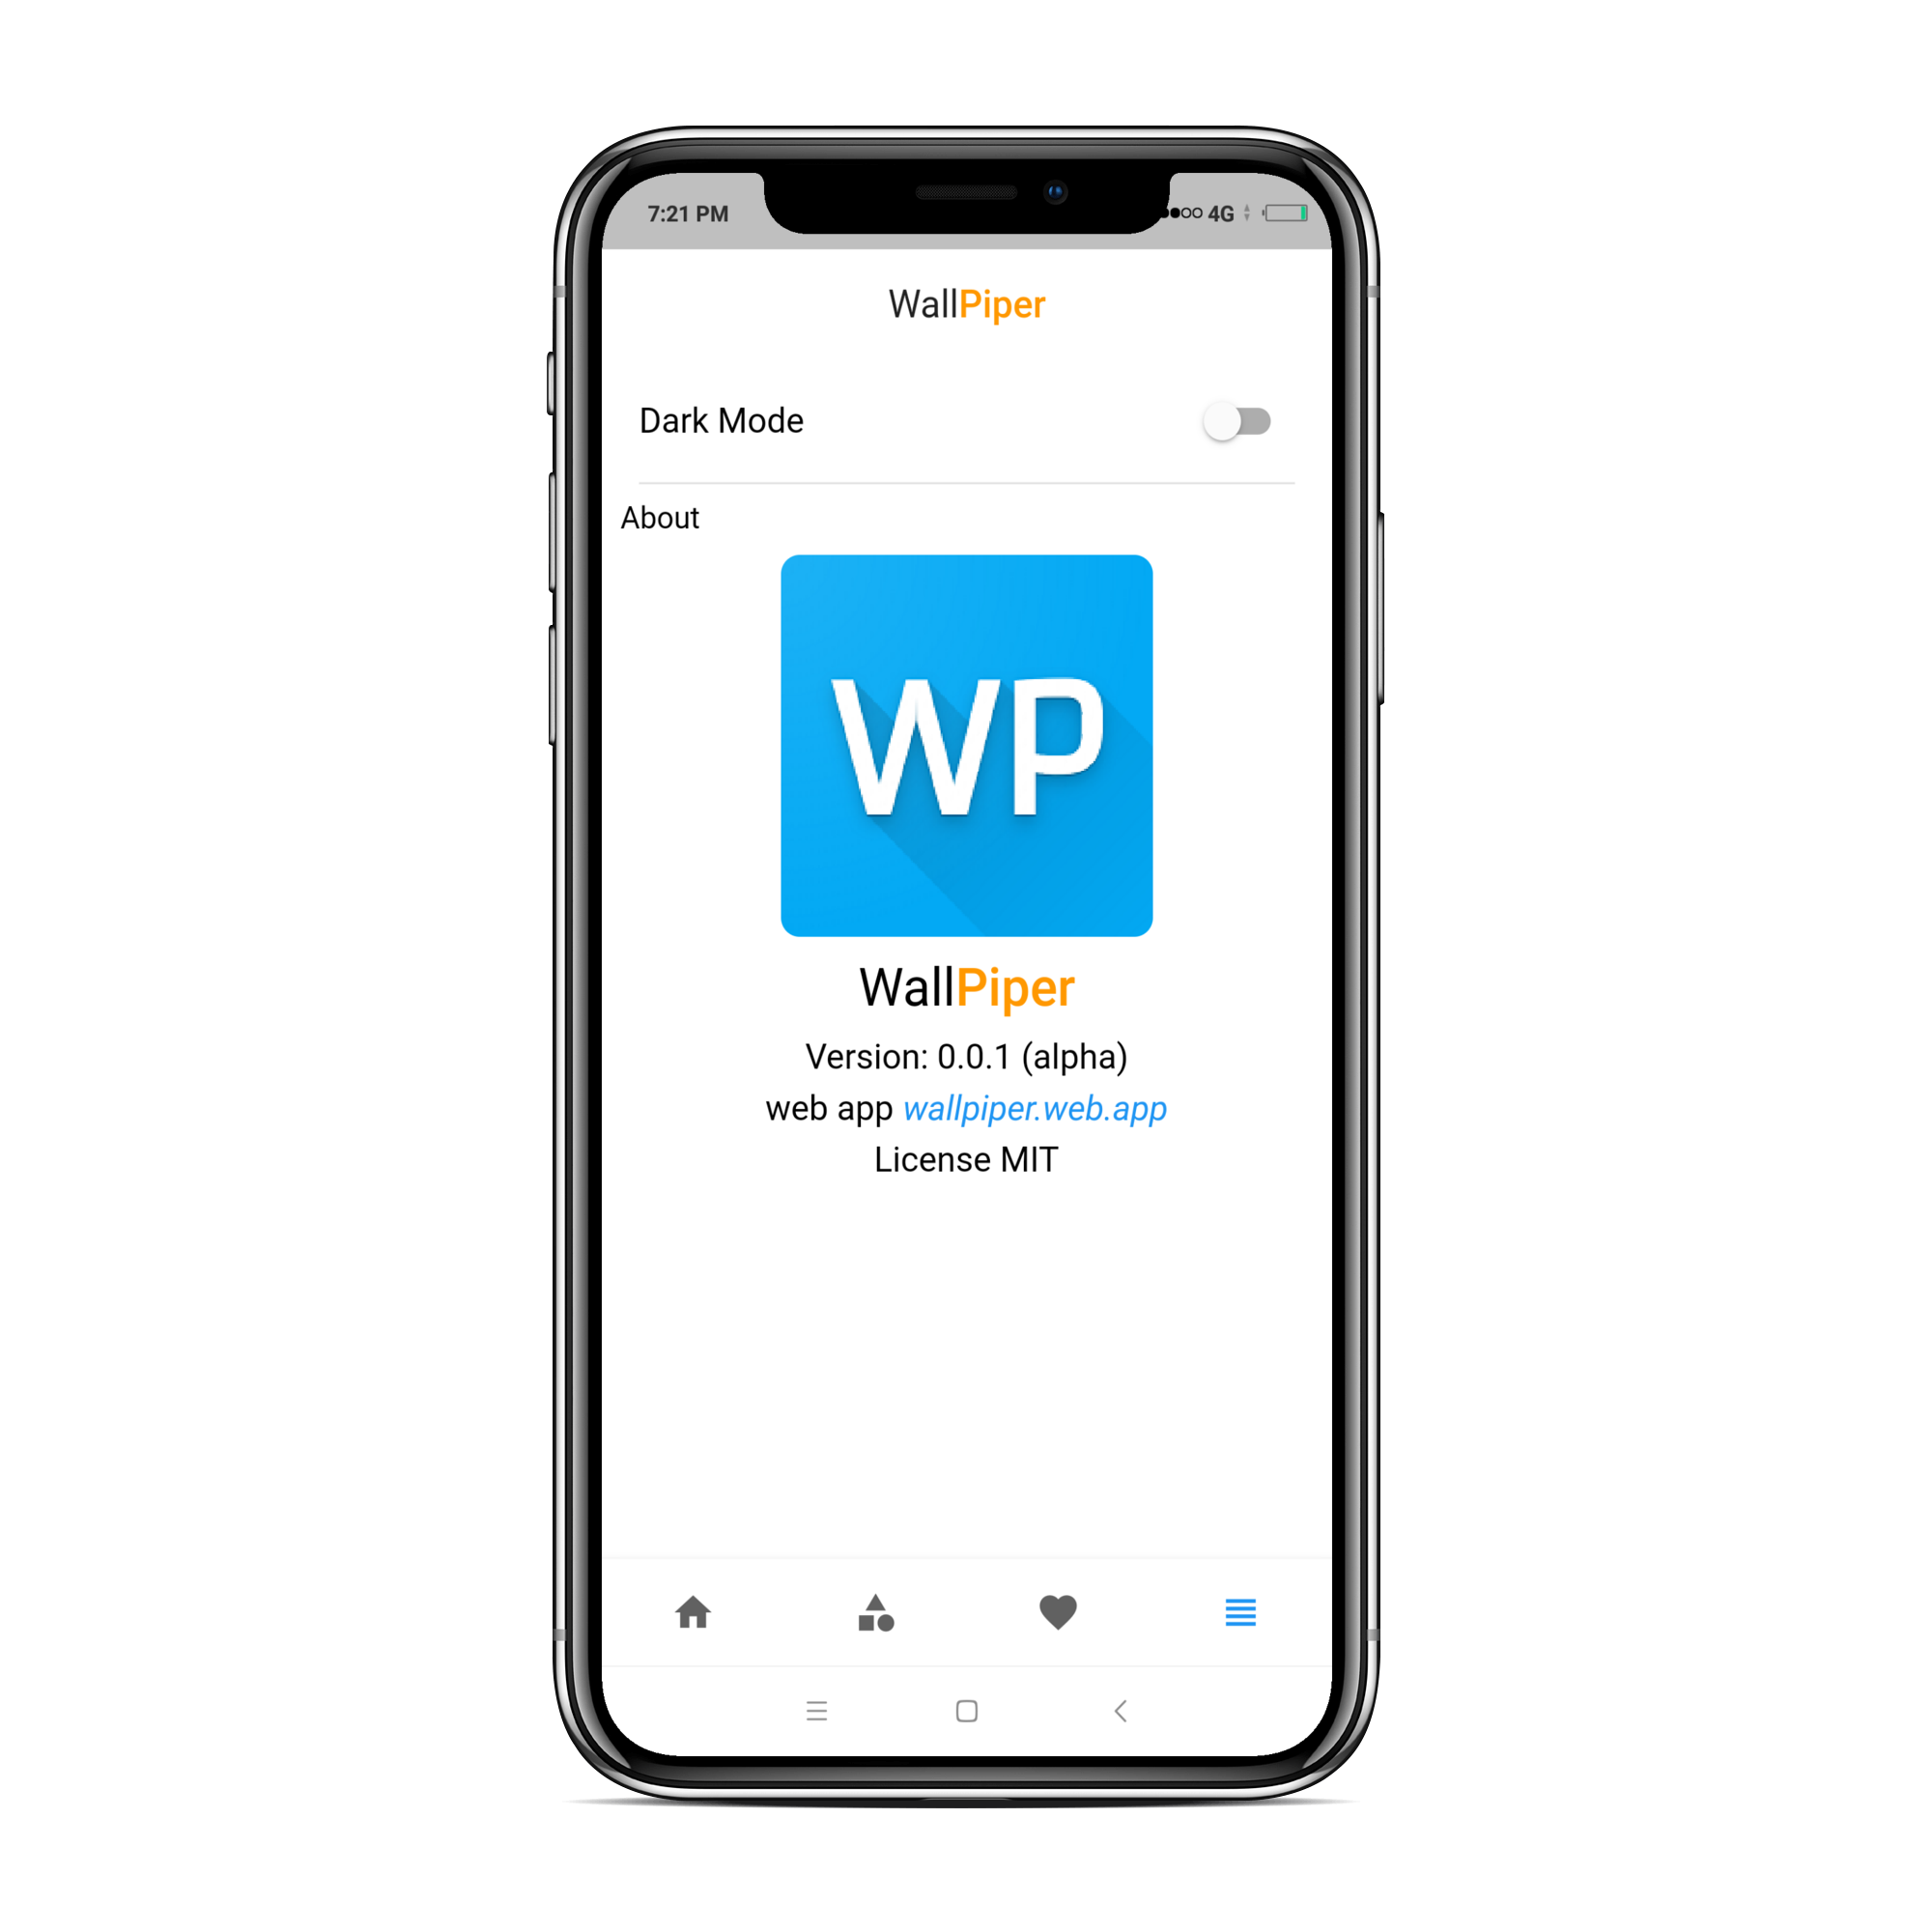 7:21 PM 4G
WallPiper
Dark Mode
About
WP
WallPiper
Version: 0.0.1 (alpha)
web app wallpiper.web.app
License MIT